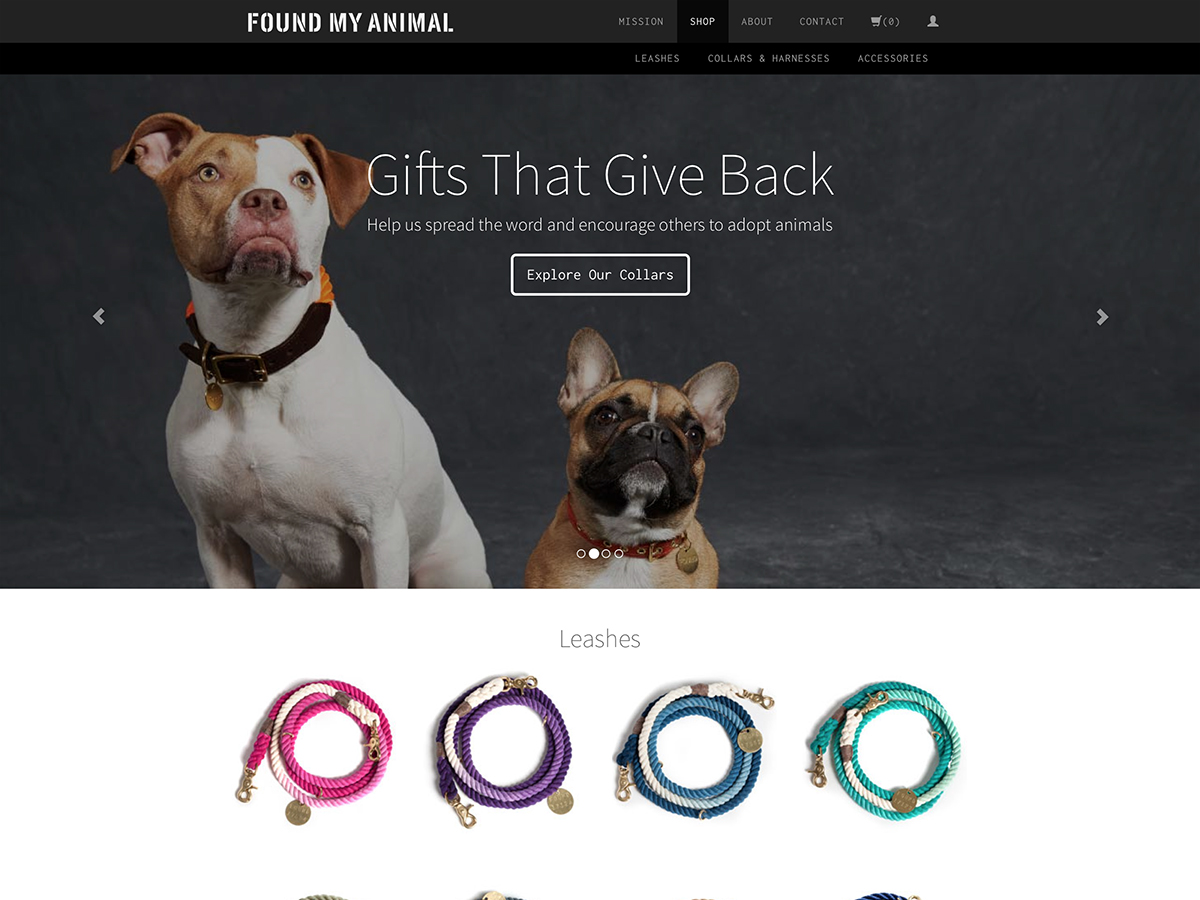 FOUND MY ANIMAL
MISSION SHOP ABOUT CONTACT (0)
LEASHES COLLARS & HARNESSES ACCESSORIES
Gifts That Give Back
Help us spread the word and encourage others to adopt animals
Explore Our Collars
Leashes